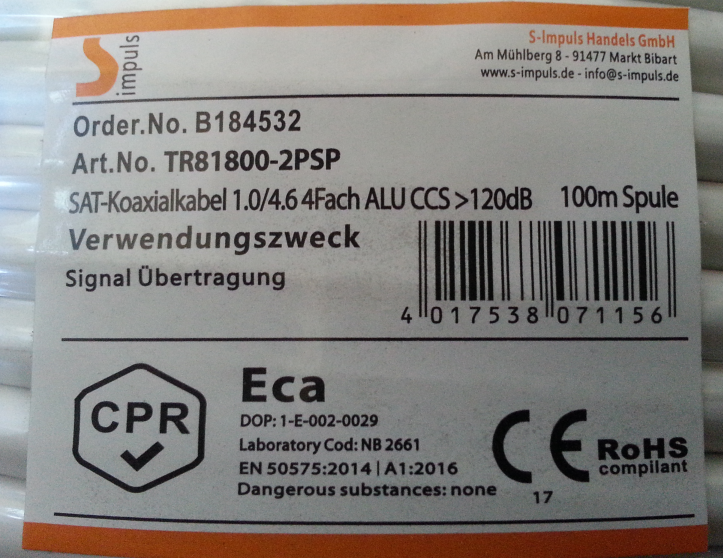 S impuls
S-Impuls Handels GmbH
Am Mühlberg 8 - 91477 Markt Bibart
www.s-impuls.de - info@s-impuls.de
Order.No. B184532
Art.No. TR81800-2PSP
SAT-Koaxialkabel 1.0/4.6 4Fach ALU CCS >120dB 100m Spule
Verwendungszweck
Signal Übertragung
4 017538 071156
CPR
Eca
DOP: 1-E-002-0029
Laboratory Cod: NB 2661
EN 50575:2014 | A1:2016
Dangerous substances: none
CE
17
RoHS
compilant